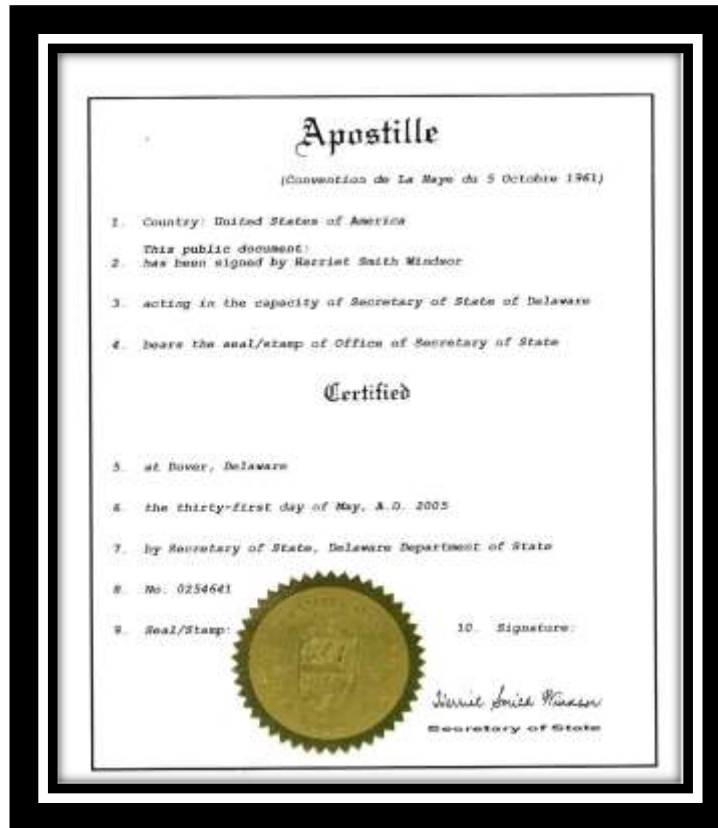 Apostille
(Convention de La Haye du 5 Octobre 1961)
1. Country: United States of America
This public document:
2. has been signed by Harriet Smith Windsor
3. acting in the capacity of Secretary of State of Delaware
4. bears the seal/stamp of Office of Secretary of State
Certified
5. at Dover, Delaware
6. the thirty-first day of May, A.D. 2005
7. by Secretary of State, Delaware Department of State
8. No. 0254641
9. Seal/Stamp:
10. Signature:
Harriet Smith Windsor
Secretary of State